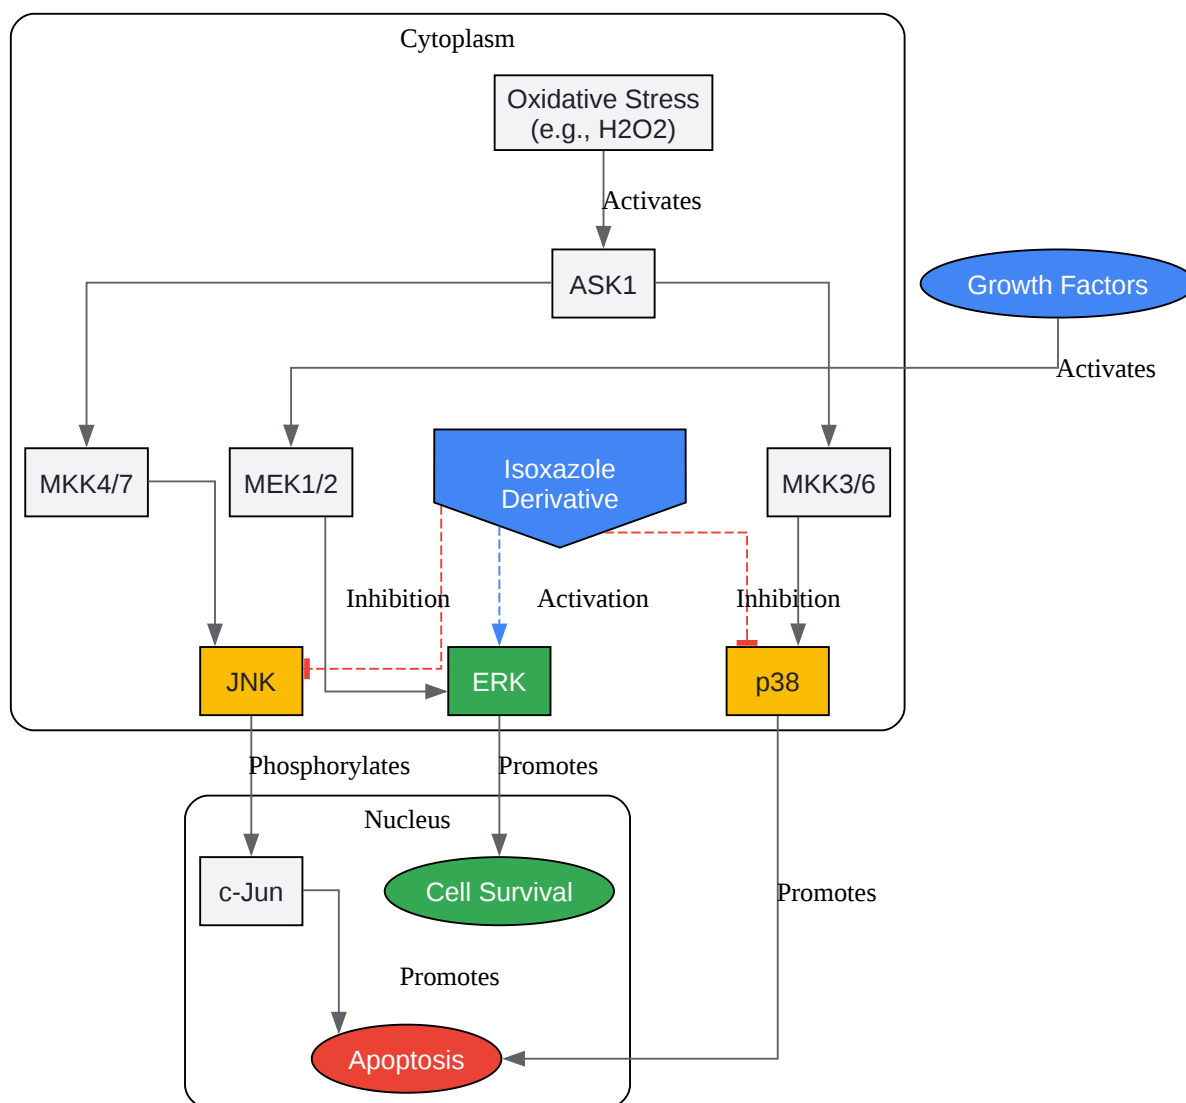 Cytoplasm
Oxidative Stress
(e.g., H2O2)
Activates
ASK1
Growth Factors
Activates
MKK4/7
MEK1/2
Isoxazole
Derivative
MKK3/6
Inhibition
Activation
Inhibition
JNK
ERK
p38
Phosphorylates
Promotes
Nucleus
c-Jun
Cell Survival
Promotes
Promotes
Apoptosis